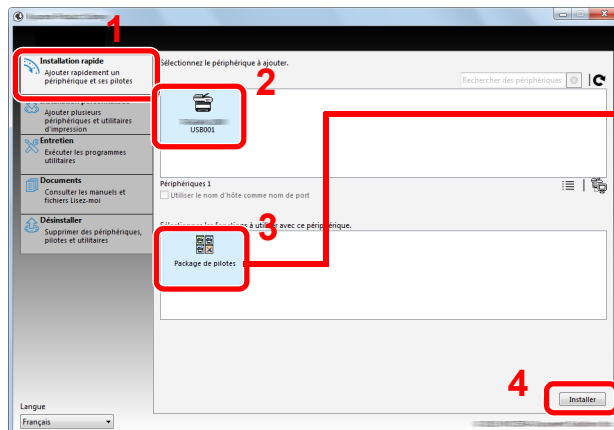 1
Installation rapide
Ajouter rapidement un
périphérique et ses pilotes
Ajouter plusieurs
périphériques et utilitaires
d'impression
Entretien
Exécuter les programmes
utilitaires
Documents
Consulter les manuels et
fichiers Lisez-moi
Désinstaller
Supprimer des périphériques,
pilotes et utilitaires
Langue
Français
Sélectionnez le périphérique à ajouter.
Rechercher des périphériques
2
USB001
Périphériques 1
Utiliser le nom d'hôte comme nom de port
Sélectionnez les fonctions à utiliser avec ce périphérique.
3
Package de pilotes
4
Installer